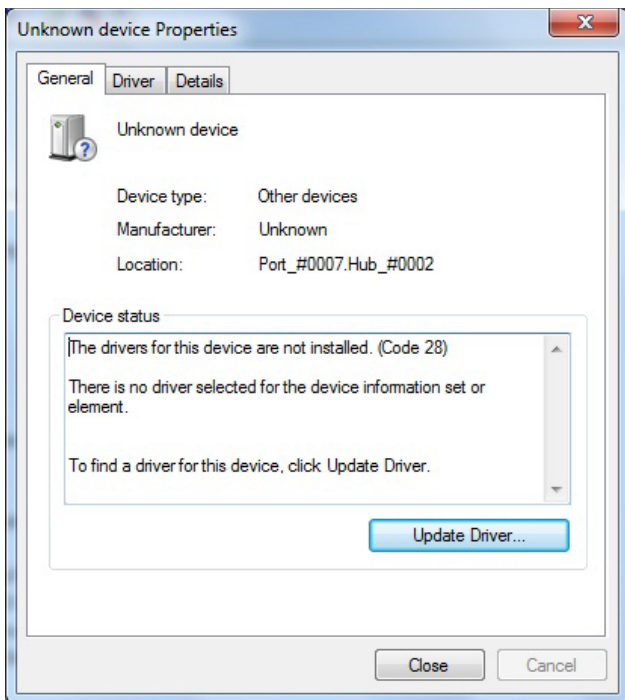 Unknown device Properties
General Driver Details
Unknown device
Device type: Other devices
Manufacturer: Unknown
Location: Port_#0007.Hub_#0002
Device status
The drivers for this device are not installed. (Code 28)
There is no driver selected for the device information set or
element.
To find a driver for this device, click Update Driver.
Update Driver...
Close Cancel